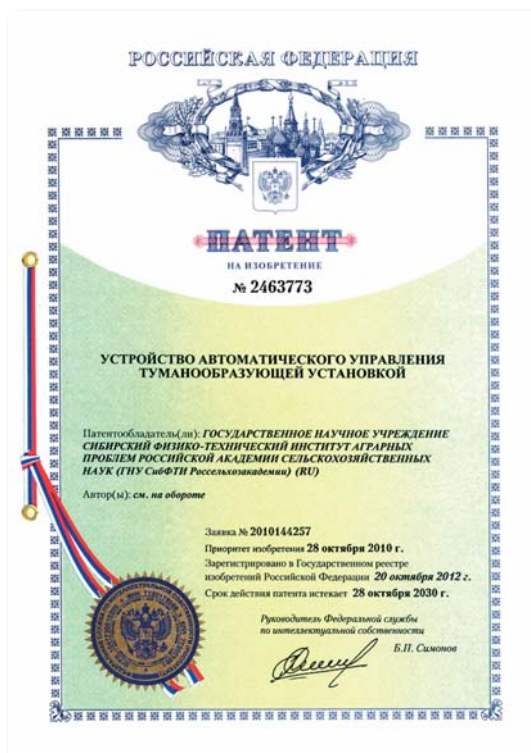 РОССИЙСКАЯ ФЕДЕРАЦИЯ
ПАТЕНТ
НА ИЗОБРЕТЕНИЕ
№ 2463773
УСТРОЙСТВО АВТОМАТИЧЕСКОГО УПРАВЛЕНИЯ
ТУМАНООБРАЗУЮЩЕЙ УСТАНОВКОЙ
Патентообладатель(ли): ГОСУДАРСТВЕННОЕ НАУЧНОЕ УЧРЕЖДЕНИЕ
СИБИРСКИЙ ФИЗИКО-ТЕХНИЧЕСКИЙ ИНСТИТУТ АГРАРНЫХ
ПРОБЛЕМ РОССИЙСКОЙ АКАДЕМИИ СЕЛЬСКОХОЗЯЙСТВЕННЫХ
НАУК (ГНУ СибФТИ Россельхозакадемии) (RU)
Автор(ы): см. на обороте
Заявка № 2010144257
Приоритет изобретения 28 октября 2010 г.
Зарегистрировано в Государственном реестре
изобретений Российской Федерации 20 октября 2012 г.
Срок действия патента истекает 28 октября 2030 г.
Руководитель Федеральной службы
по интеллектуальной собственности
Б.П. Симонов